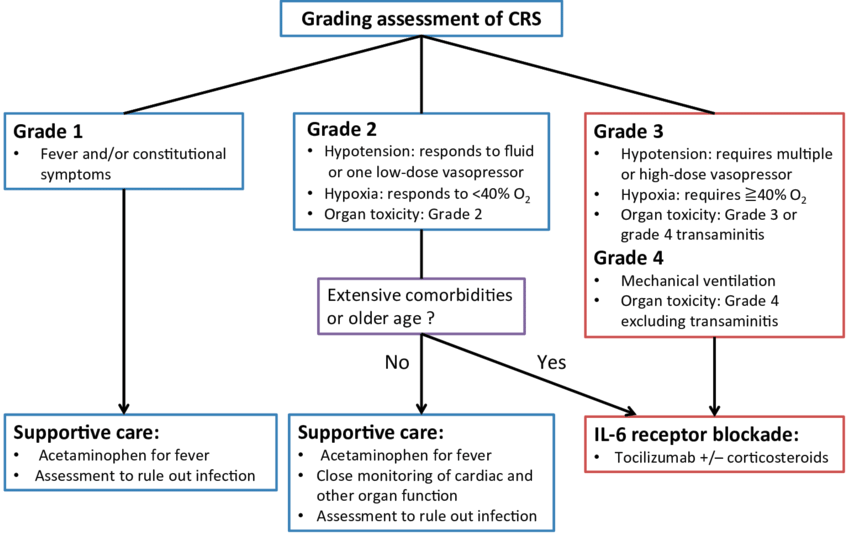 Grading assessment of CRS
Grade 1
• Fever and/or constitutional
symptoms
Grade 2
• Hypotension: responds to fluid
or one low-dose vasopressor
• Hypoxia: responds to <40% O₂
• Organ toxicity: Grade 2
Grade 3
• Hypotension: requires multiple
or high-dose vasopressor
• Hypoxia: requires ≧40% O₂
• Organ toxicity: Grade 3 or
grade 4 transaminitis
Grade 4
• Mechanical ventilation
• Organ toxicity: Grade 4
excluding transaminitis
Extensive comorbidities
or older age ?
No
Yes
Supportive care:
• Acetaminophen for fever
• Assessment to rule out infection
Supportive care:
• Acetaminophen for fever
• Close monitoring of cardiac and
other organ function
• Assessment to rule out infection
IL-6 receptor blockade:
• Tocilizumab +/– corticosteroids